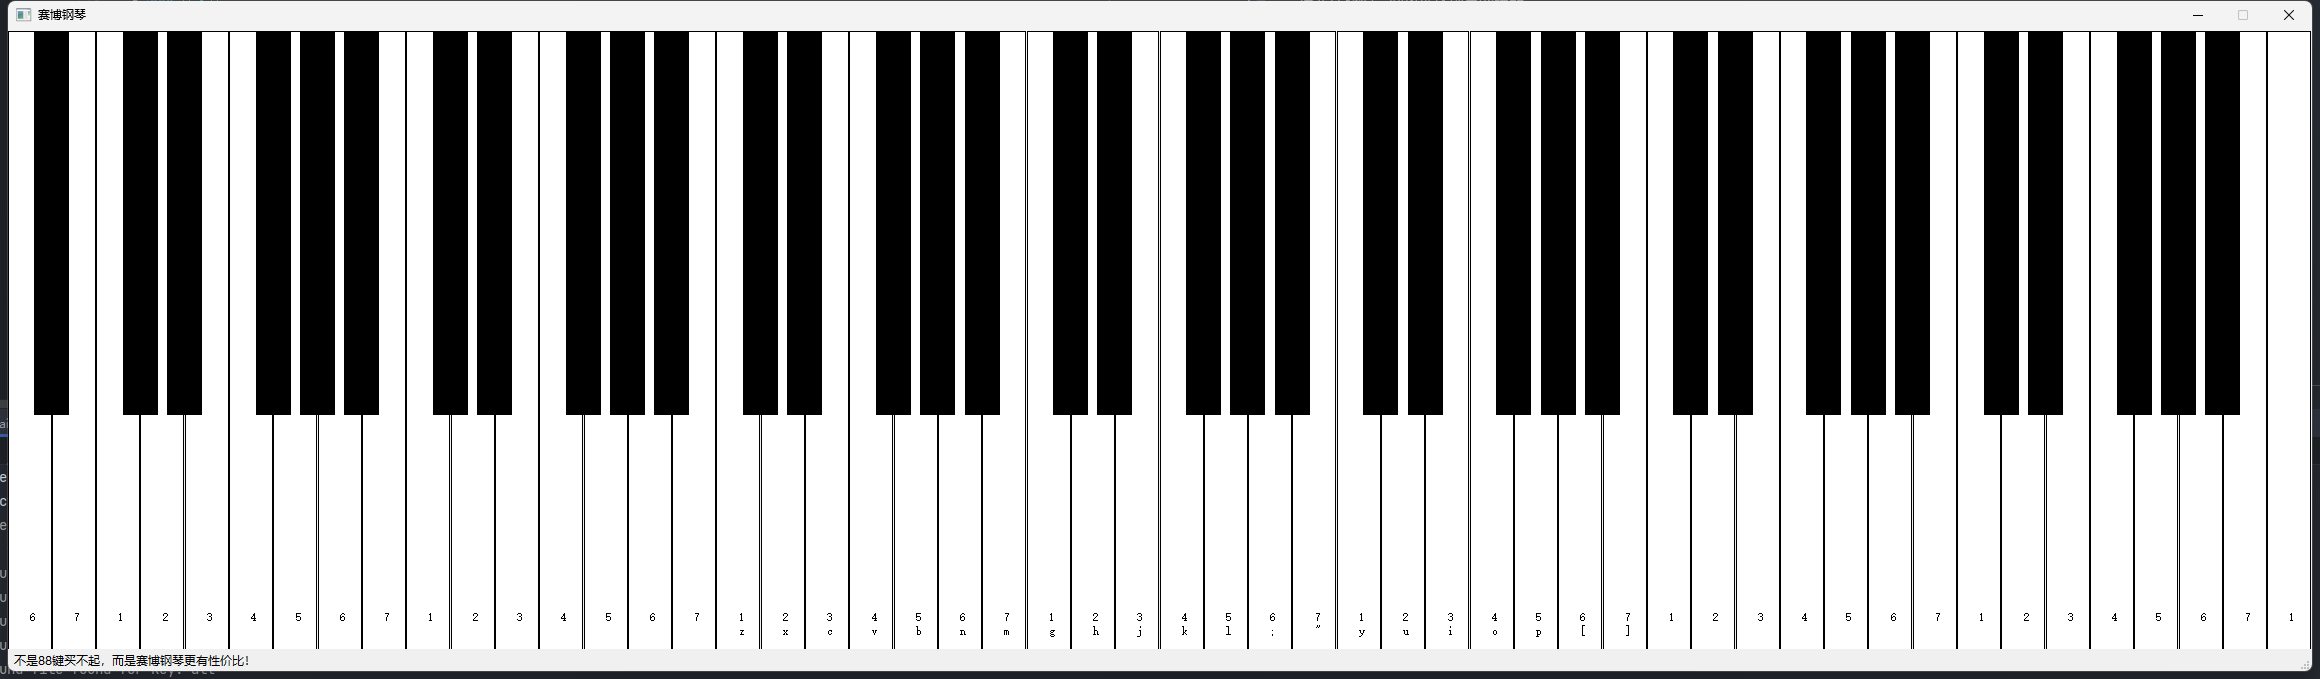 赛博钢琴
6 7 1 2 3 4 5 6 7 1 2 3 4 5 6 7 1 2 3 4 5 6 7 1 2 3 4 5 6 7 1 2 3 4 5 6 7 1 2 3 4 5 6 7 1 2 3 4 5 6 7 1
z x c v b n m g h j k l ; " y u i o p [ ]
不是88键买不起，而是赛博钢琴更有性价比！